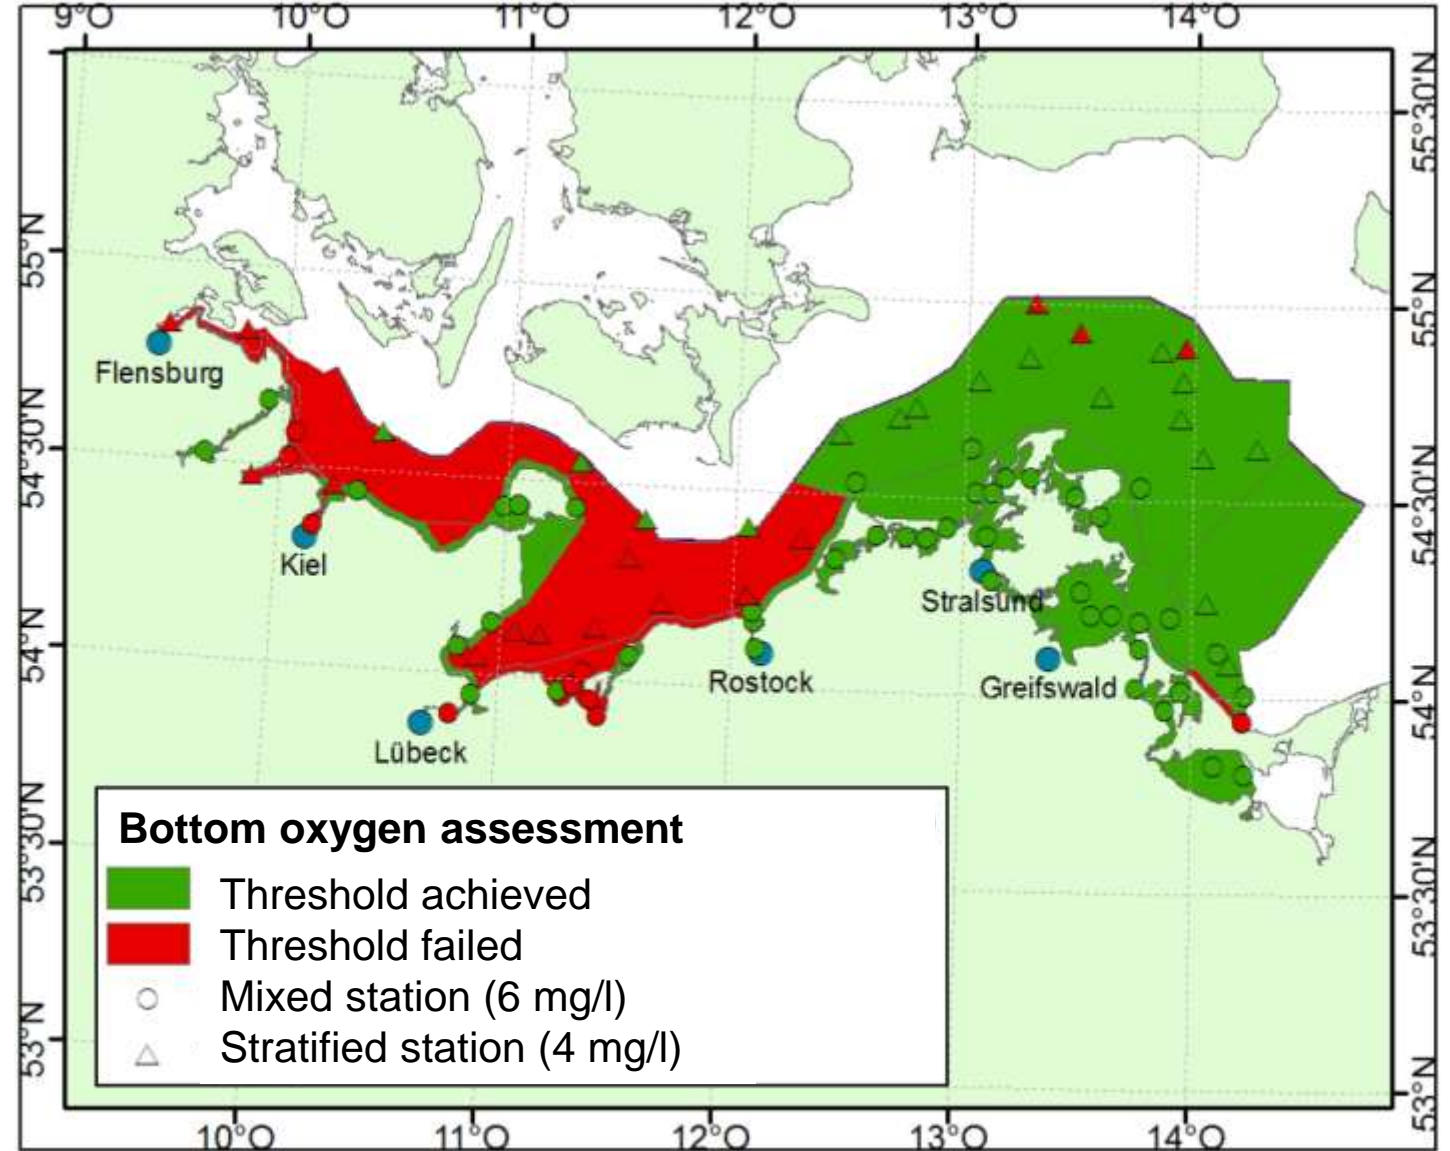 9°O 10°O 11°O 12°O 13°O 14°O
55°30'N
55°N
55°N
54°30'N
54°30'N
54°N
54°N
53°30'N
53°30'N
53°N
53°N
Flensburg
Kiel
Lübeck
Rostock
Stralsund
Greifswald
Bottom oxygen assessment
Threshold achieved
Threshold failed
Mixed station (6 mg/l)
Stratified station (4 mg/l)
10°O 11°O 12°O 13°O 14°O